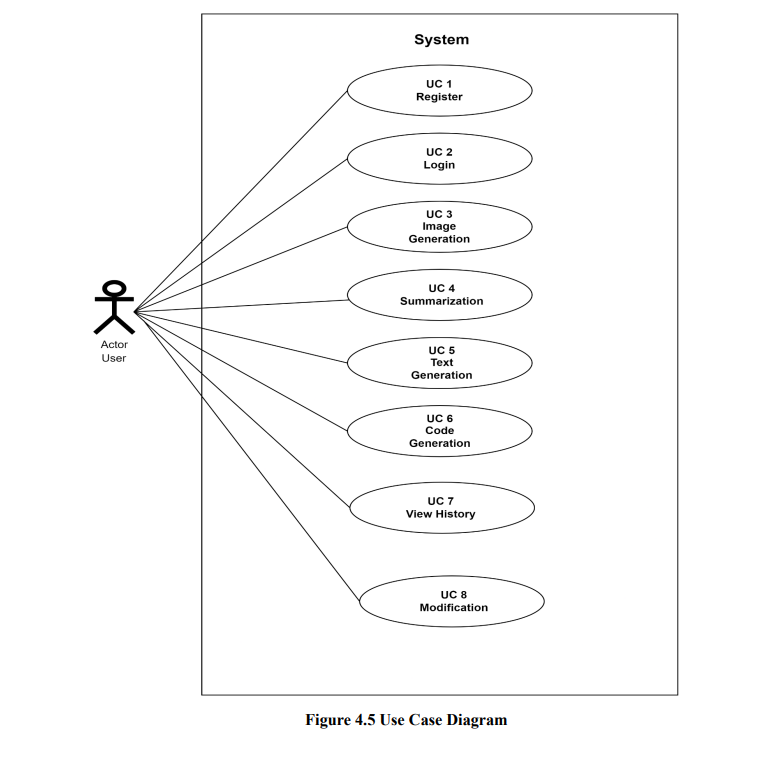 System
UC 1
Register
UC 2
Login
UC 3
Image
Generation
UC 4
Summarization
Actor
User
UC 5
Text
Generation
UC 6
Code
Generation
UC 7
View History
UC 8
Modification
Figure 4.5 Use Case Diagram